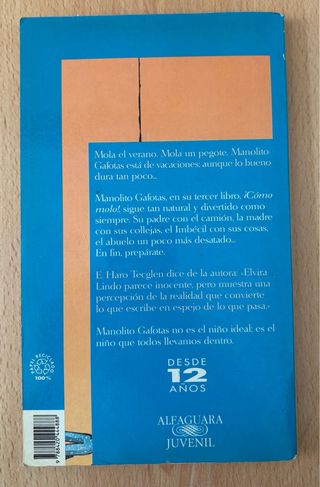 Mola el verano. Mola un pegote. Manolito
Gafotas está de vacaciones: aunque lo bueno
dura tan poco...
Manolito Gafotas, en su tercer libro, ¡Cómo
molo!, sigue tan natural y divertido como
siempre. Su padre con el camión, la madre
con sus collejas, el Imbécil con sus cosas,
el abuelo un poco más desatado...
En fin, prepárate.
E. Haro Tecglen dice de la autora: «Elvira
Lindo parece inocente, pero muestra una
percepción de la realidad que convierte
lo que escribe en espejo de lo que pasa.»
Manolito Gafotas no es el niño ideal: es el
niño que todos llevamos dentro.
DESDE
12
AÑOS
PAPEL RECICLADO
100%
9788420444888
ALFAGUARA
JUVENIL